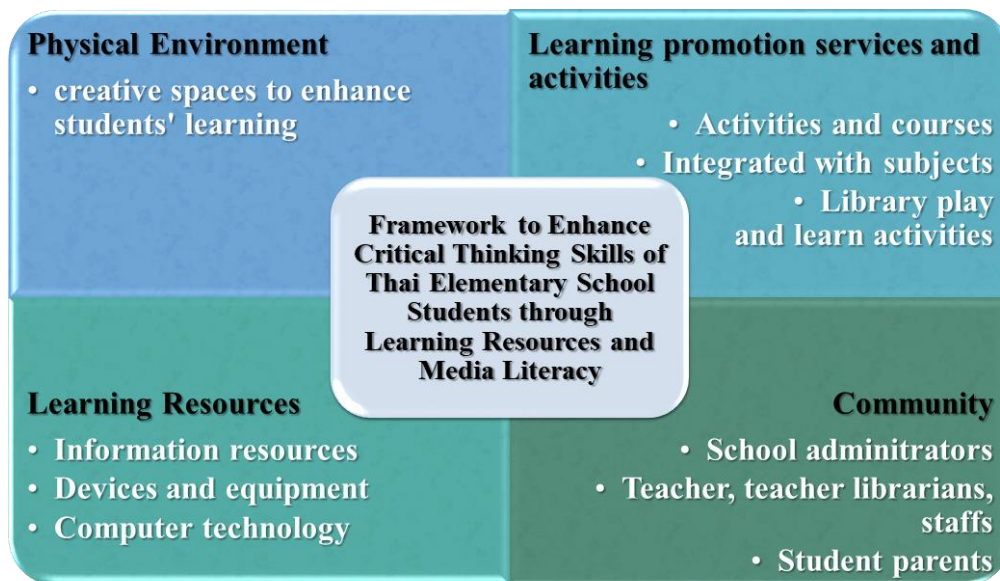 Physical Environment
• creative spaces to enhance
students' learning
Learning promotion services and
activities
• Activities and courses
• Integrated with subjects
• Library play
and learn activities
Framework to Enhance
Critical Thinking Skills of
Thai Elementary School
Students through
Learning Resources and
Media Literacy
Learning Resources
• Information resources
• Devices and equipment
• Computer technology
Community
• School adminitrators
• Teacher, teacher librarians,
staffs
• Student parents